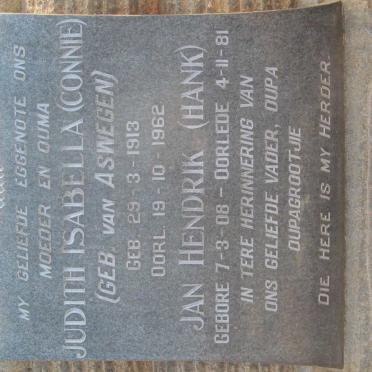 MY GELIEFDE EGGENOTE ONS
MOEDER EN OUMA
JUDITH ISABELLA (CONNIE)
(GEB. VAN ASWEGEN)
GEB. 29-3-1913
OORL. 19-10-1962
JAN HENDRIK (HANK)
GEBORE 7-3-08 – OORLEDE 4-11-81
IN TERE HERINNERING VAN
ONS GELIEFDE VADER, OUPA
OUPAGROOTJIE
DIE HERE IS MY HERDER.